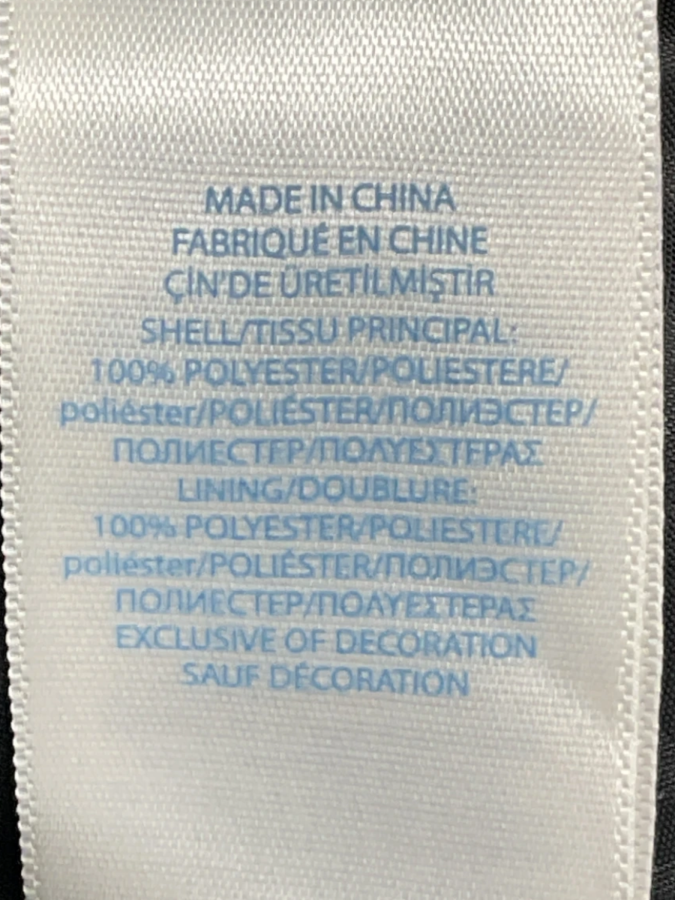 MADE IN CHINA
FABRIQUÉ EN CHINE
ÇİN'DE ÜRETİLMİŞTİR
SHELL/TISSU PRINCIPAL:
100% POLYESTER/POLIESTERE/
poliéster/POLIÉSTER/ПОЛИЭСТЕР/
ПОЛИЕСТЕР/ΠΟΛΥΕΣΤΕΡΑΣ
LINING/DOUBLURE:
100% POLYESTER/POLIESTERE/
poliéster/POLIÉSTER/ПОЛИЭСТЕР/
ПОЛИЕСТЕР/ΠΟΛΥΕΣΤΕΡΑΣ
EXCLUSIVE OF DECORATION
SAUF DÉCORATION